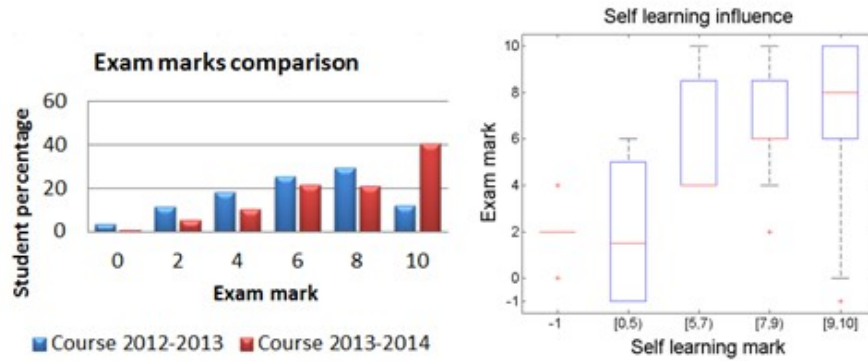 Exam marks comparison
Student percentage
60
40
20
0
0 2 4 6 8 10
Exam mark
Course 2012-2013 Course 2013-2014
Self learning influence
Exam mark
10
8
6
4
2
0
-1
-1 [0,5) [5,7) [7,9) [9,10]
Self learning mark